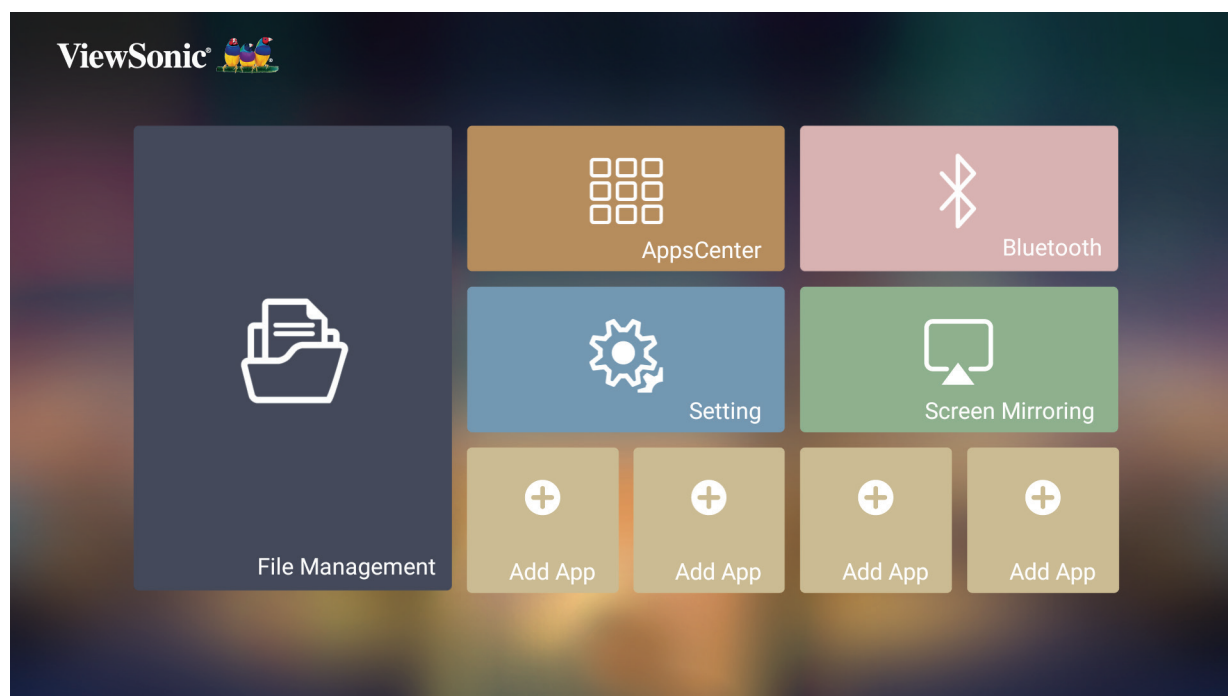 ViewSonic®
AppsCenter
Bluetooth
Setting
Screen Mirroring
File Management
Add App
Add App
Add App
Add App